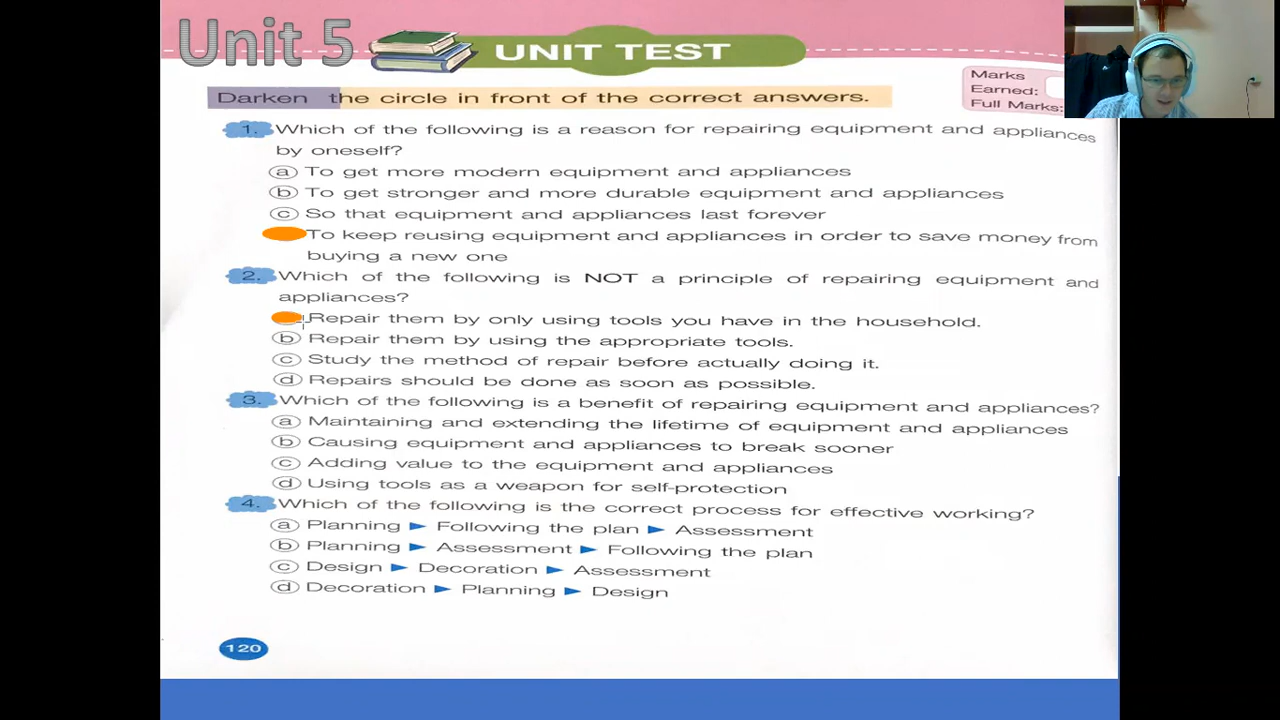 Unit 5
UNIT TEST
Marks
Earned:
Full Marks:
Darken the circle in front of the correct answers.
1. Which of the following is a reason for repairing equipment and appliances
by oneself?
a To get more modern equipment and appliances
b To get stronger and more durable equipment and appliances
c So that equipment and appliances last forever
To keep reusing equipment and appliances in order to save money from
buying a new one
2. Which of the following is NOT a principle of repairing equipment and
appliances?
Repair them by only using tools you have in the household.
b Repair them by using the appropriate tools.
c Study the method of repair before actually doing it.
d Repairs should be done as soon as possible.
3. Which of the following is a benefit of repairing equipment and appliances?
a Maintaining and extending the lifetime of equipment and appliances
b Causing equipment and appliances to break sooner
c Adding value to the equipment and appliances
d Using tools as a weapon for self-protection
4. Which of the following is the correct process for effective working?
a Planning ► Following the plan ► Assessment
b Planning ► Assessment ► Following the plan
c Design ► Decoration ► Assessment
d Decoration ► Planning ► Design
120